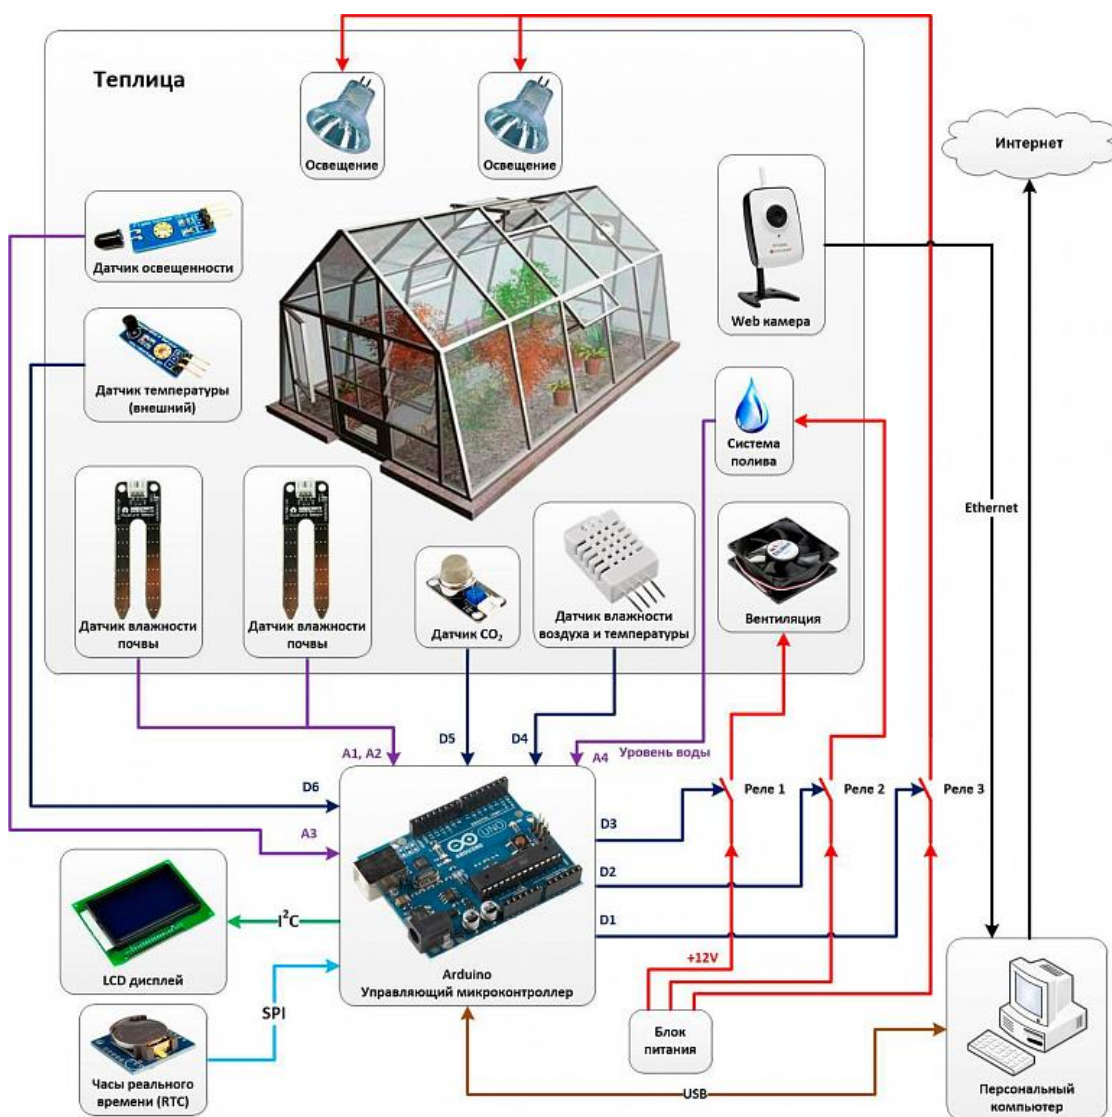 Теплица
Освещение
Освещение
Интернет
Датчик освещенности
Web камера
Датчик температуры
(внешний)
Система
полива
Ethernet
Датчик влажности
почвы
Датчик влажности
почвы
Датчик CO₂
Датчик влажности
воздуха и температуры
Вентиляция
A1, A2
D5
D4
A4
Уровень воды
D6
A3
D3
D2
D1
Реле 1
Реле 2
Реле 3
ARDUINO
UNO
I²C
LCD дисплей
SPI
Часы реального
времени (RTC)
Arduino
Управляющий микроконтроллер
+12V
Блок
питания
USB
Персональный
компьютер